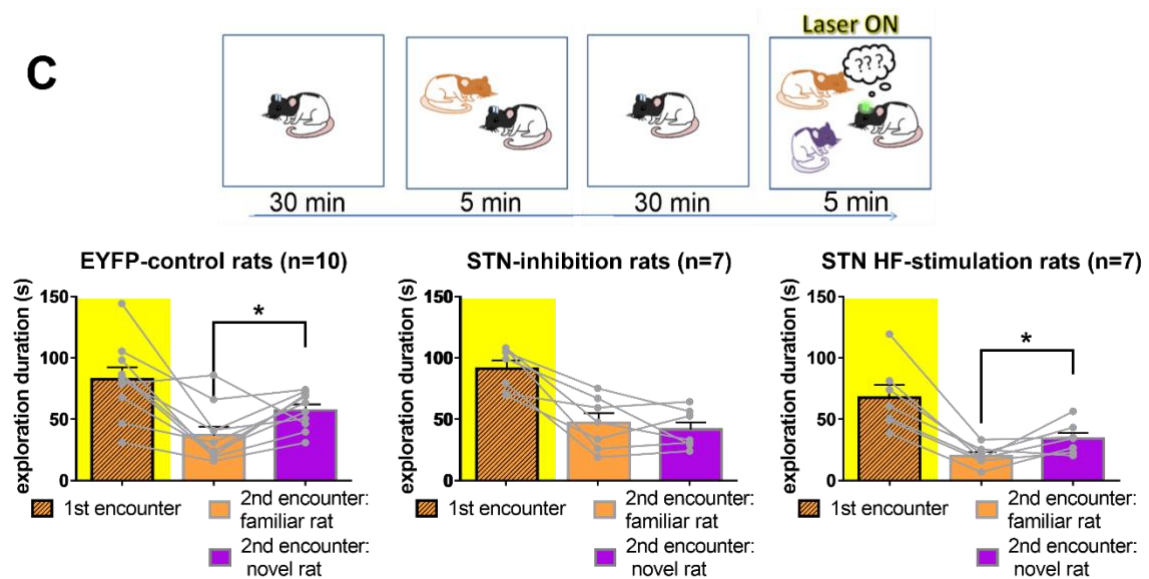 C
Laser ON
???
30 min
5 min
30 min
5 min
EYFP-control rats (n=10)
exploration duration (s)
150
100
50
0
*
1st encounter
2nd encounter:
familiar rat
2nd encounter:
novel rat
STN-inhibition rats (n=7)
exploration duration (s)
150
100
50
0
1st encounter
2nd encounter:
familiar rat
2nd encounter:
novel rat
STN HF-stimulation rats (n=7)
exploration duration (s)
150
100
50
0
*
1st encounter
2nd encounter:
familiar rat
2nd encounter:
novel rat